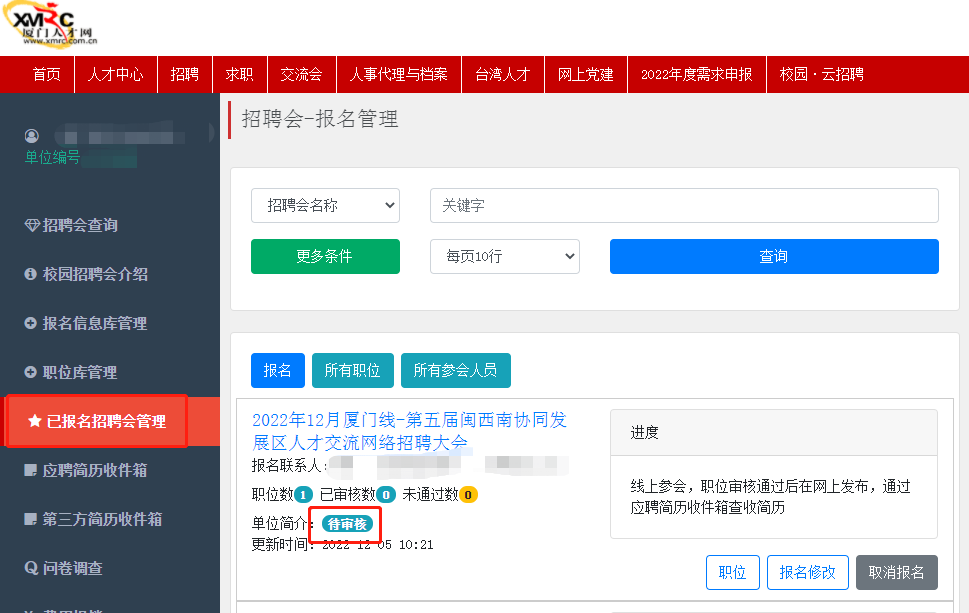 XMRC
厦门人才网
www.xmrc.com.cn
首页 人才中心 招聘 求职 交流会 人事代理与档案 台湾人才 网上党建 2022年度需求申报 校园·云招聘
单位编号
招聘会查询
校园招聘会介绍
报名信息库管理
职位库管理
已报名招聘会管理
应聘简历收件箱
第三方简历收件箱
问卷调查
招聘会-报名管理
招聘会名称 关键字
更多条件 每页10行 查询
报名 所有职位 所有参会人员
2022年12月厦门线-第五届闽西南协同发
展区人才交流网络招聘大会
报名联系人:
职位数 1 已审核数 0 未通过数 0
单位简介: 待审核
更新时间: 2022-12-05 10:21
进度
线上参会，职位审核通过后在网上发布，通过
应聘简历收件箱查收简历
职位 报名修改 取消报名